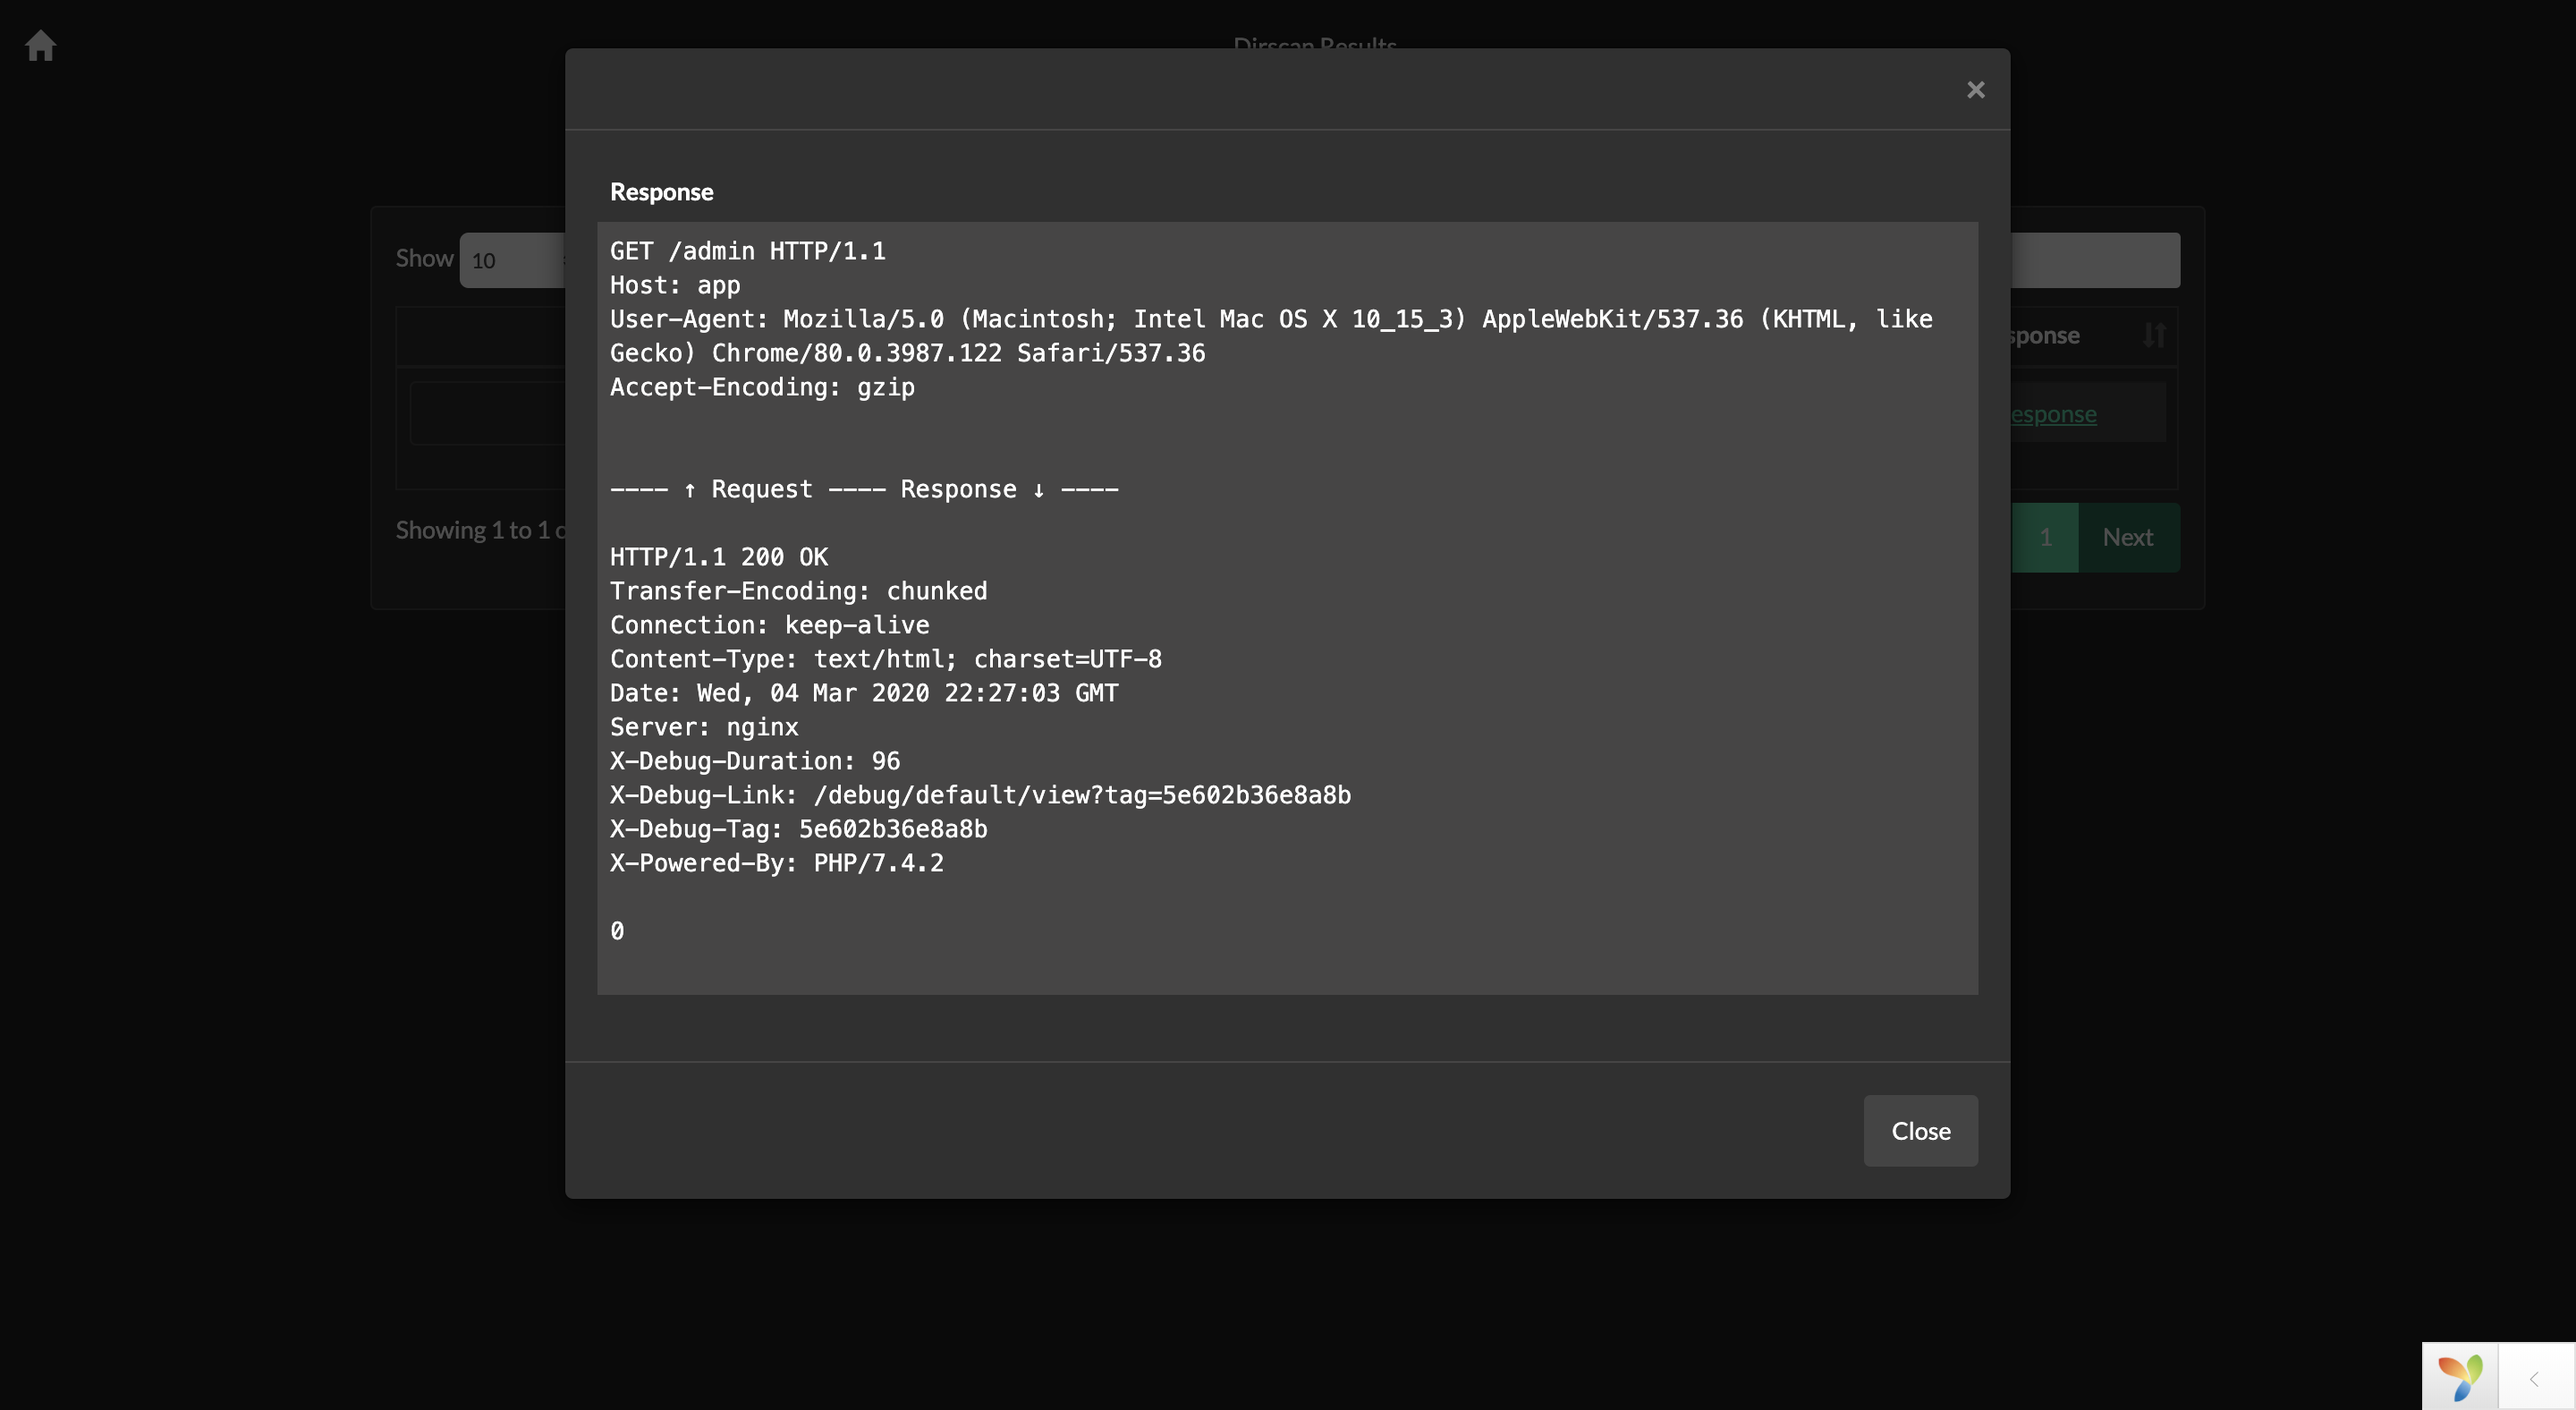 Dirscan Results
×
Response
Show 10
GET /admin HTTP/1.1
Host: app
User-Agent: Mozilla/5.0 (Macintosh; Intel Mac OS X 10_15_3) AppleWebKit/537.36 (KHTML, like
Gecko) Chrome/80.0.3987.122 Safari/537.36
Accept-Encoding: gzip
sponse
esponse
---- ↑ Request ---- Response ↓ ----
Showing 1 to 1 o
1 Next
HTTP/1.1 200 OK
Transfer-Encoding: chunked
Connection: keep-alive
Content-Type: text/html; charset=UTF-8
Date: Wed, 04 Mar 2020 22:27:03 GMT
Server: nginx
X-Debug-Duration: 96
X-Debug-Link: /debug/default/view?tag=5e602b36e8a8b
X-Debug-Tag: 5e602b36e8a8b
X-Powered-By: PHP/7.4.2
0
Close